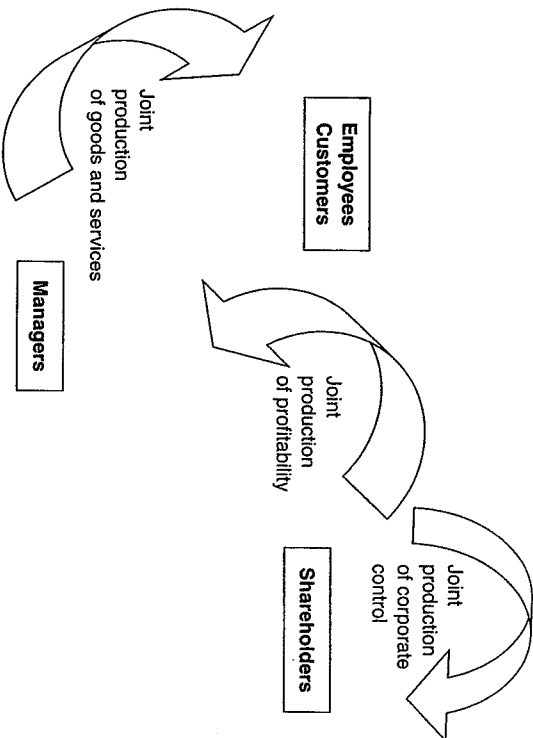 Joint
production
of corporate
control
Shareholders
Joint
production
of profitability
Employees
Customers
Joint
production
of goods and services
Managers